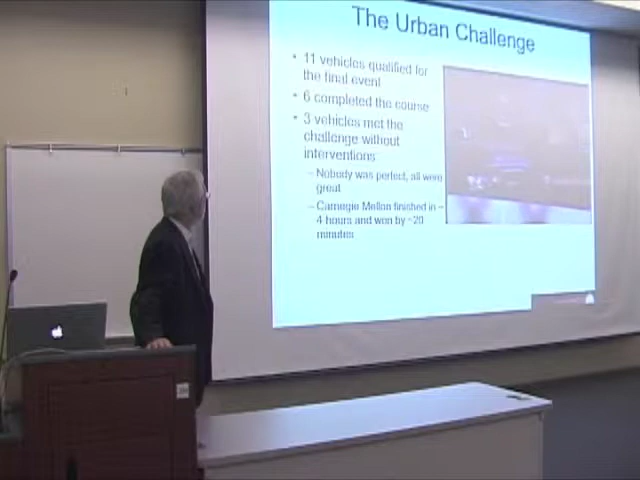 The Urban Challenge
• 11 vehicles qualified for
the final event
• 6 completed the course
• 3 vehicles met the
challenge without
interventions
– Nobody was perfect, all were
great
– Carnegie Mellon finished in ~
4 hours and won by ~20
minutes